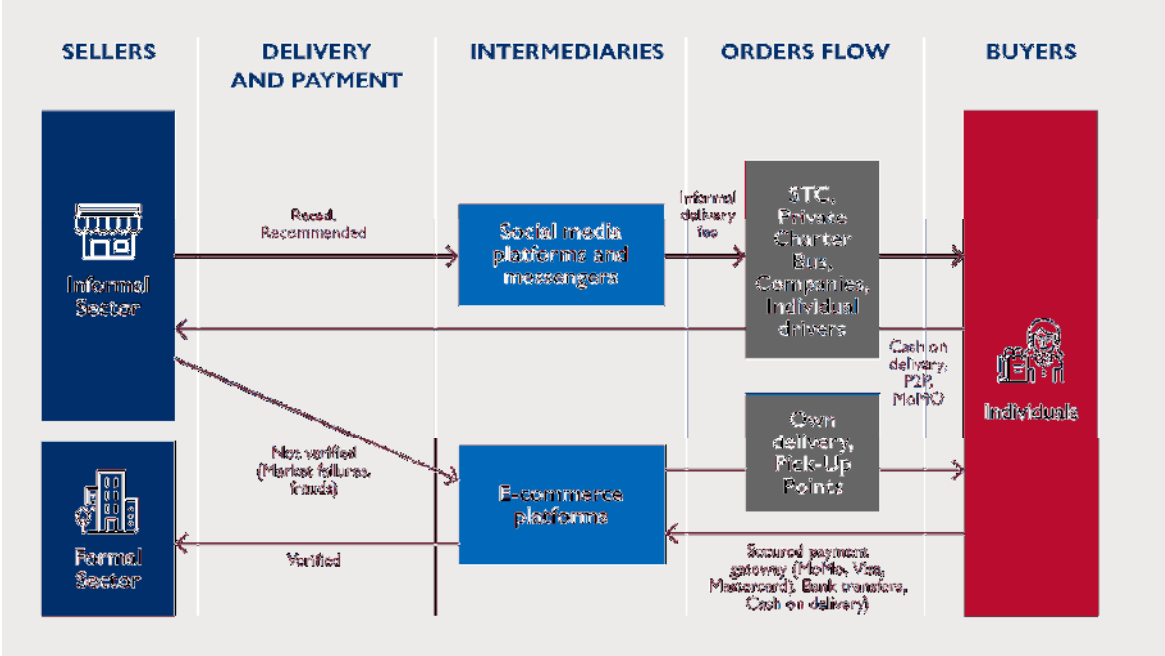 SELLERS
DELIVERY
AND PAYMENT
INTERMEDIARIES
ORDERS FLOW
BUYERS
Informal
Sector
Recommended
Social media
platforms and
messengers
Informal
delivery
fee
STC,
Private
Charter
Bus,
Companies,
Individual
drivers
Cash on
delivery,
P2P,
MoMO
Individuals
Formal
Sector
Not verified
(Market failures,
frauds)
Verified
E-commerce
platforms
Own
delivery,
Pick-Up
Points
Secured payment
gateway (MoMo, Visa,
Mastercard), Bank transfers,
Cash on delivery)